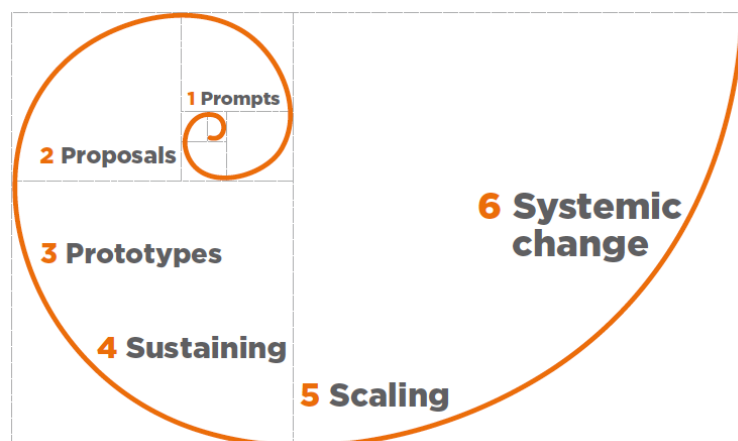 1 Prompts
2 Proposals
3 Prototypes
4 Sustaining
5 Scaling
6 Systemic
change